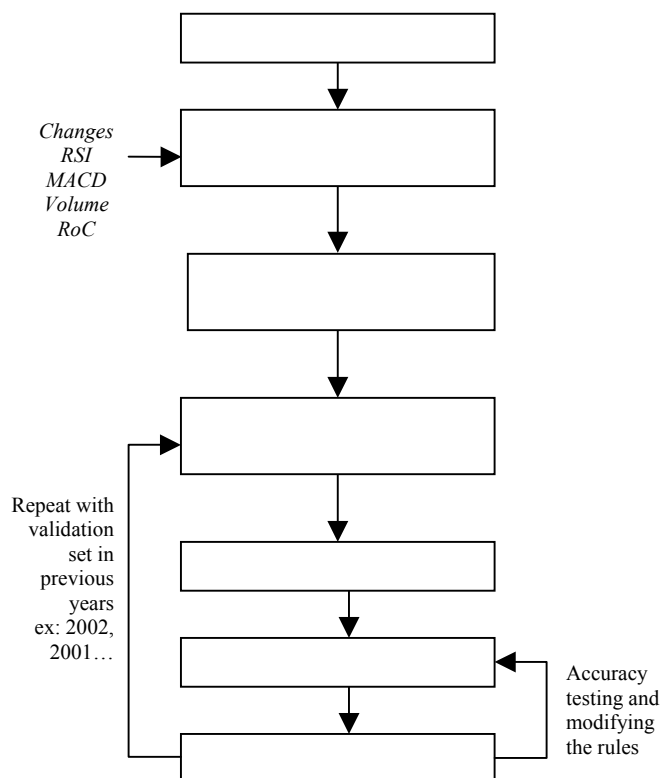 Changes
RSI
MACD
Volume
RoC
Repeat with
validation
set in
previous
years
ex: 2002,
2001…
Accuracy
testing and
modifying
the rules